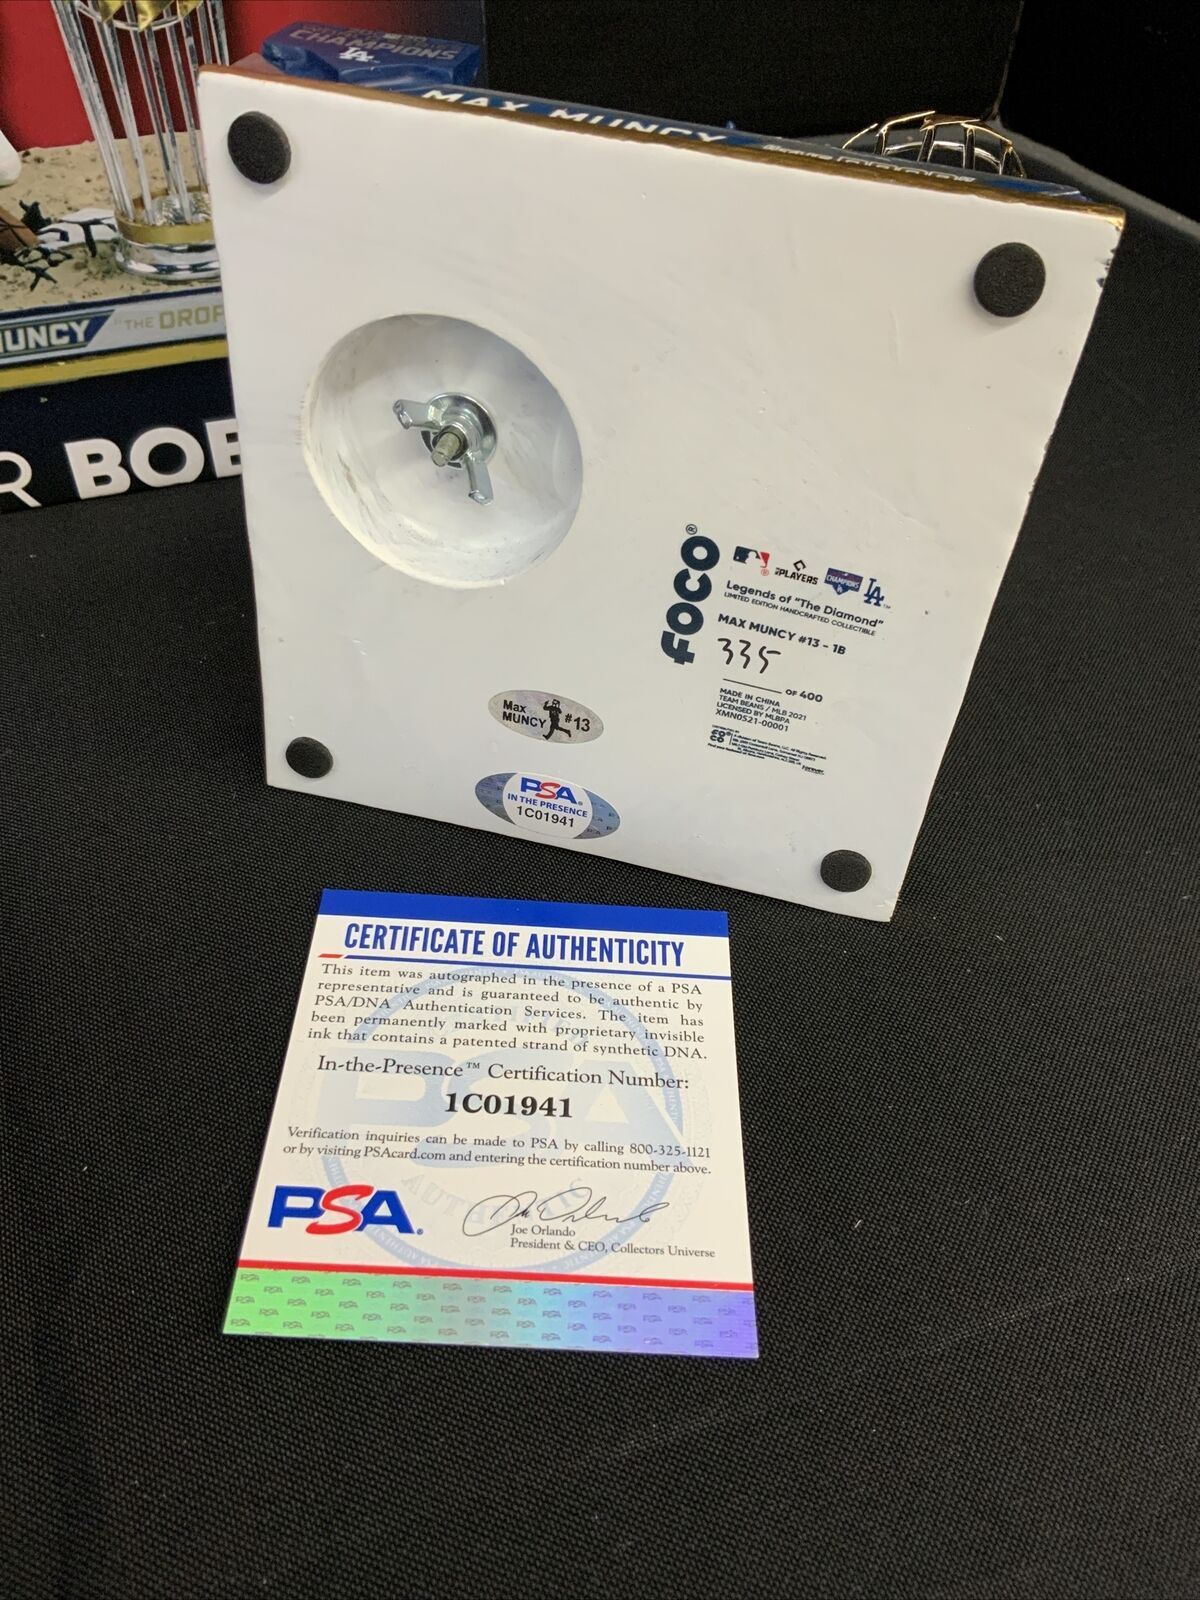 CHAMPIONS
LA
MAX MUNCY
MUNCY "THE DROP
R BOB
foco®
MLB PLAYERS CHAMPIONS LA
Legends of "The Diamond"
LIMITED EDITION HANDCRAFTED COLLECTIBLE
MAX MUNCY #13 - 1B
335
OF 400
MADE IN CHINA
TEAM BEANS / MLB 2021
LICENSED BY MLBPA
XMN0521-00001
foco
Forever
Max
MUNCY #13
PSA®
IN THE PRESENCE
1C01941
CERTIFICATE OF AUTHENTICITY
This item was autographed in the presence of a PSA
representative and is guaranteed to be authentic by
PSA/DNA Authentication Services. The item has
been permanently marked with proprietary invisible
ink that contains a patented strand of synthetic DNA.
In-the-Presence™ Certification Number:
1C01941
Verification inquiries can be made to PSA by calling 800-325-1121
or by visiting PSAcard.com and entering the certification number above.
PSA®
Joe Orlando
President & CEO, Collectors Universe